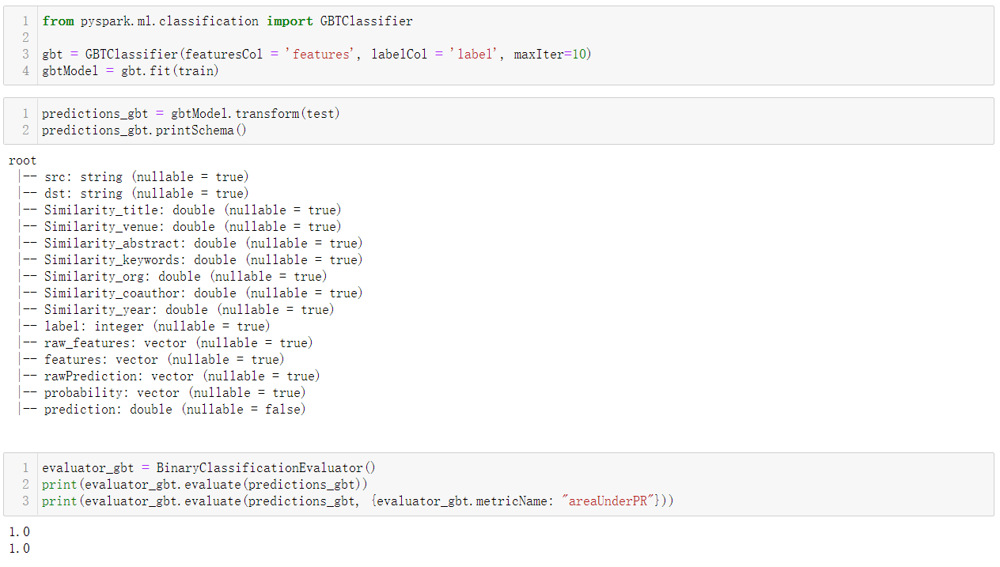 1 from pyspark.ml.classification import GBTClassifier
2
3 gbt = GBTClassifier(featuresCol = 'features', labelCol = 'label', maxIter=10)
4 gbtModel = gbt.fit(train)
1 predictions_gbt = gbtModel.transform(test)
2 predictions_gbt.printSchema()
root
|-- src: string (nullable = true)
|-- dst: string (nullable = true)
|-- Similarity_title: double (nullable = true)
|-- Similarity_venue: double (nullable = true)
|-- Similarity_abstract: double (nullable = true)
|-- Similarity_keywords: double (nullable = true)
|-- Similarity_org: double (nullable = true)
|-- Similarity_coauthor: double (nullable = true)
|-- Similarity_year: double (nullable = true)
|-- label: integer (nullable = true)
|-- raw_features: vector (nullable = true)
|-- features: vector (nullable = true)
|-- rawPrediction: vector (nullable = true)
|-- probability: vector (nullable = true)
|-- prediction: double (nullable = false)
1 evaluator_gbt = BinaryClassificationEvaluator()
2 print(evaluator_gbt.evaluate(predictions_gbt))
3 print(evaluator_gbt.evaluate(predictions_gbt, {evaluator_gbt.metricName: "areaUnderPR"}))
1.0
1.0